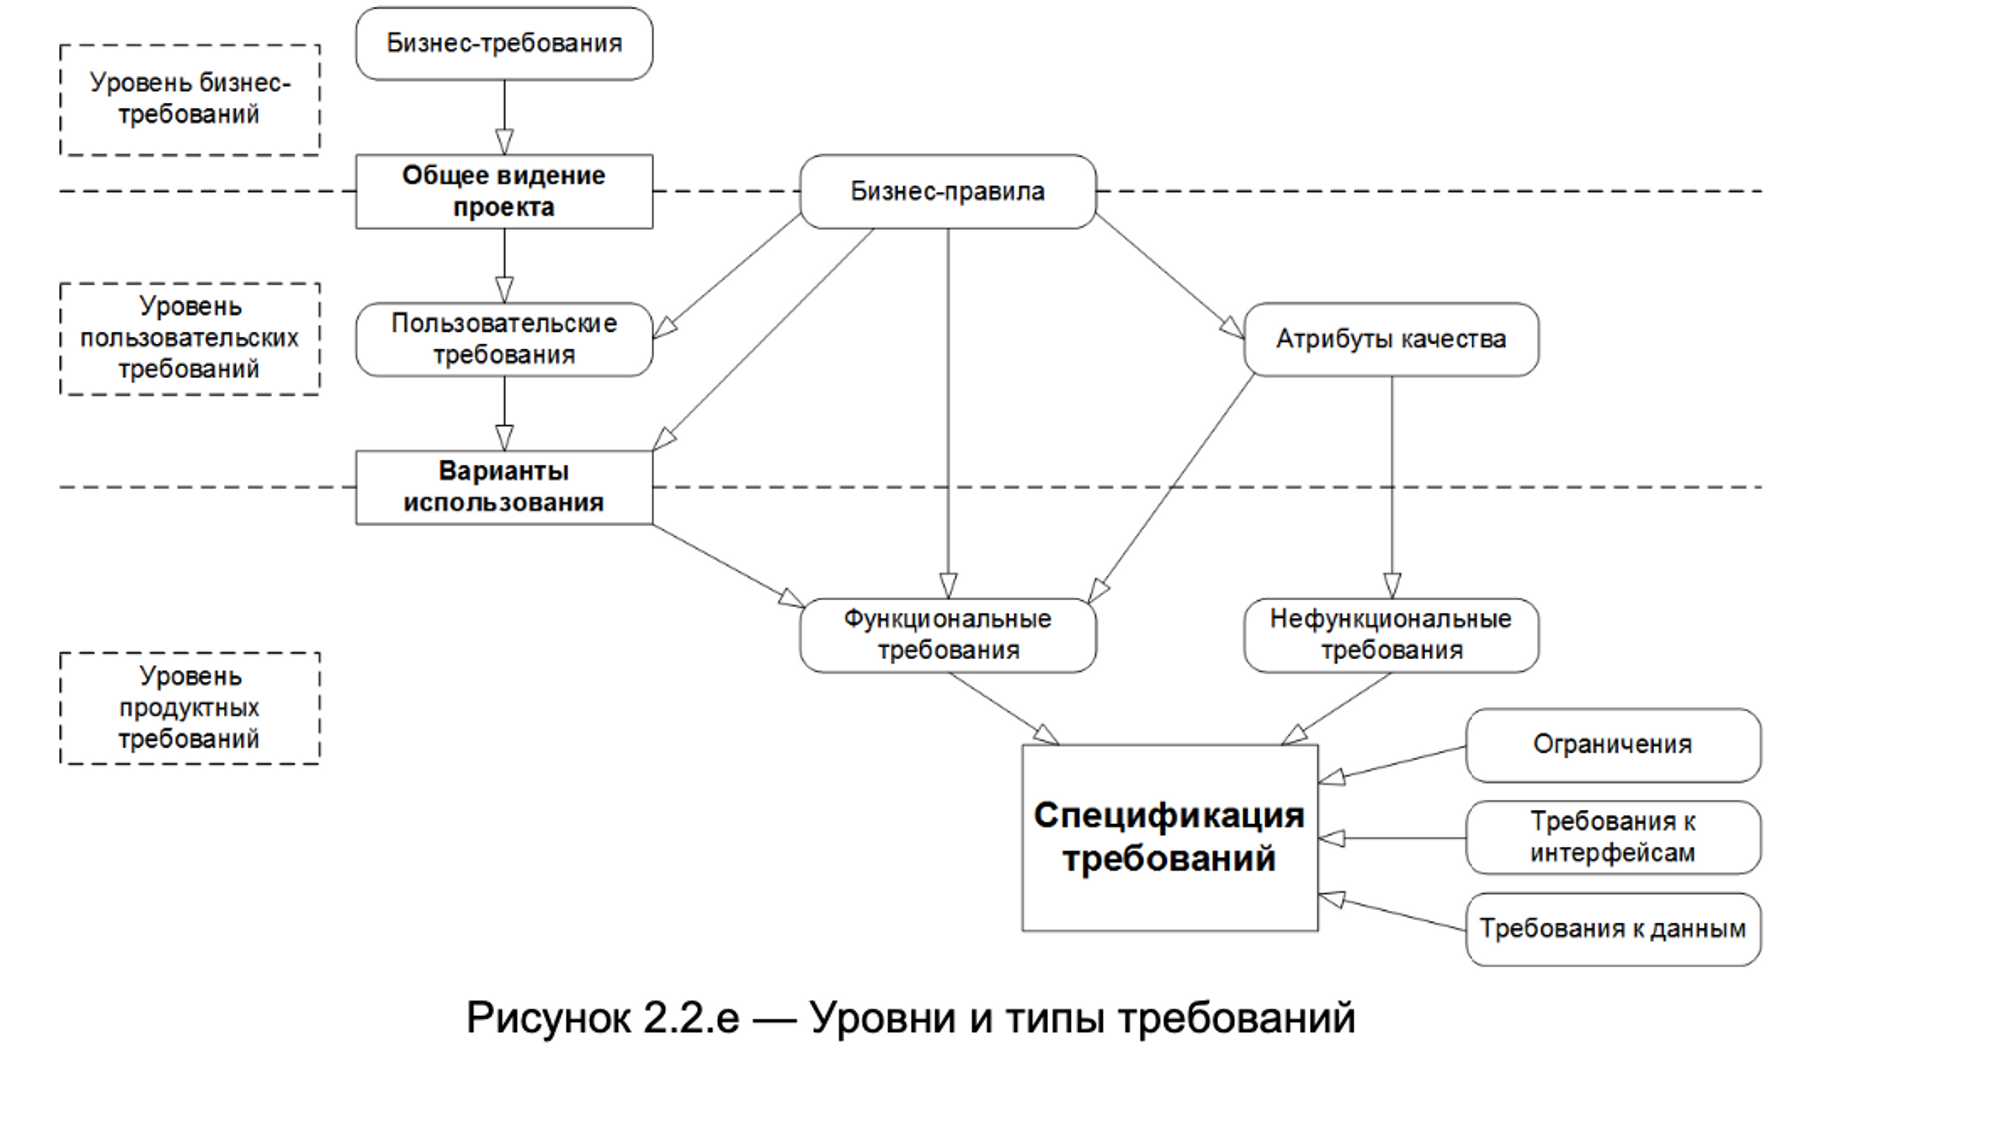 Бизнес-требования
Уровень бизнес-
требований
Общее видение
проекта
Бизнес-правила
Уровень
пользовательских
требований
Пользовательские
требования
Атрибуты качества
Варианты
использования
Функциональные
требования
Нефункциональные
требования
Уровень
продуктных
требований
Ограничения
Спецификация
требований
Требования к
интерфейсам
Требования к данным
Рисунок 2.2.e — Уровни и типы требований